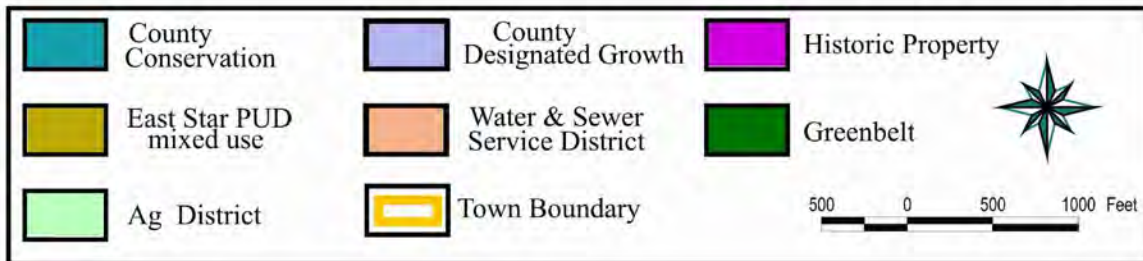 County
Conservation
County
Designated Growth
Historic Property
East Star PUD
mixed use
Water & Sewer
Service District
Greenbelt
Ag District
Town Boundary
500 0 500 1000 Feet